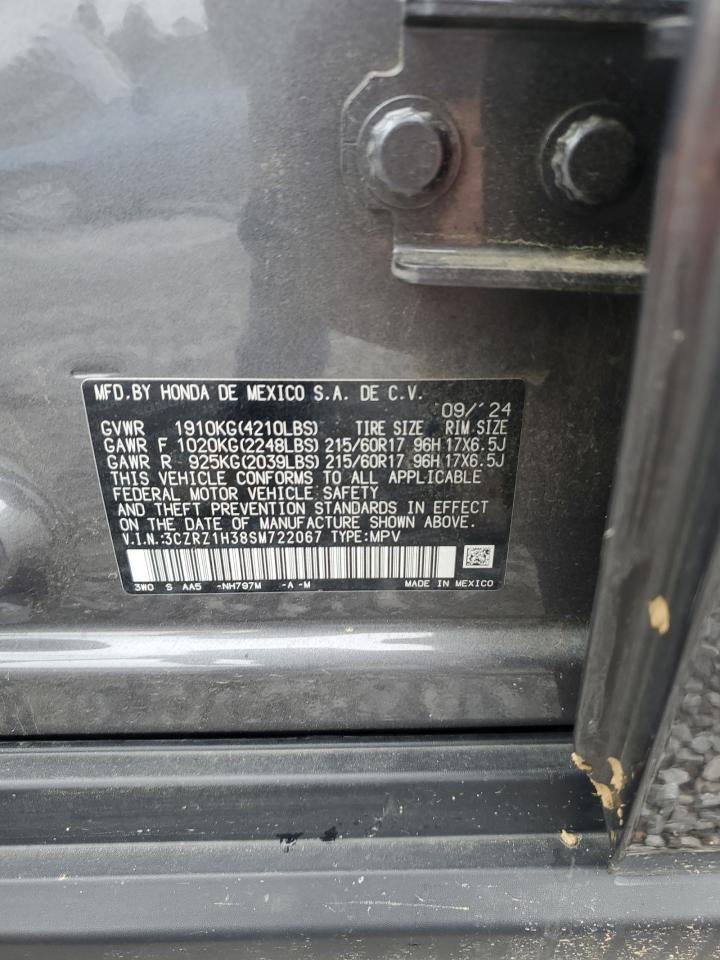 MFD.BY HONDA DE MEXICO S.A. DE C.V.
09/'24
GVWR 1910KG(4210LBS) TIRE SIZE RIM SIZE
GAWR F 1020KG(2248LBS) 215/60R17 96H 17X6.5J
GAWR R 925KG(2039LBS) 215/60R17 96H 17X6.5J
THIS VEHICLE CONFORMS TO ALL APPLICABLE
FEDERAL MOTOR VEHICLE SAFETY
AND THEFT PREVENTION STANDARDS IN EFFECT
ON THE DATE OF MANUFACTURE SHOWN ABOVE.
V.I.N.:3CZRZ1H38SM722067 TYPE:MPV
3W0 S AA5 -NH797M -A -M MADE IN MEXICO